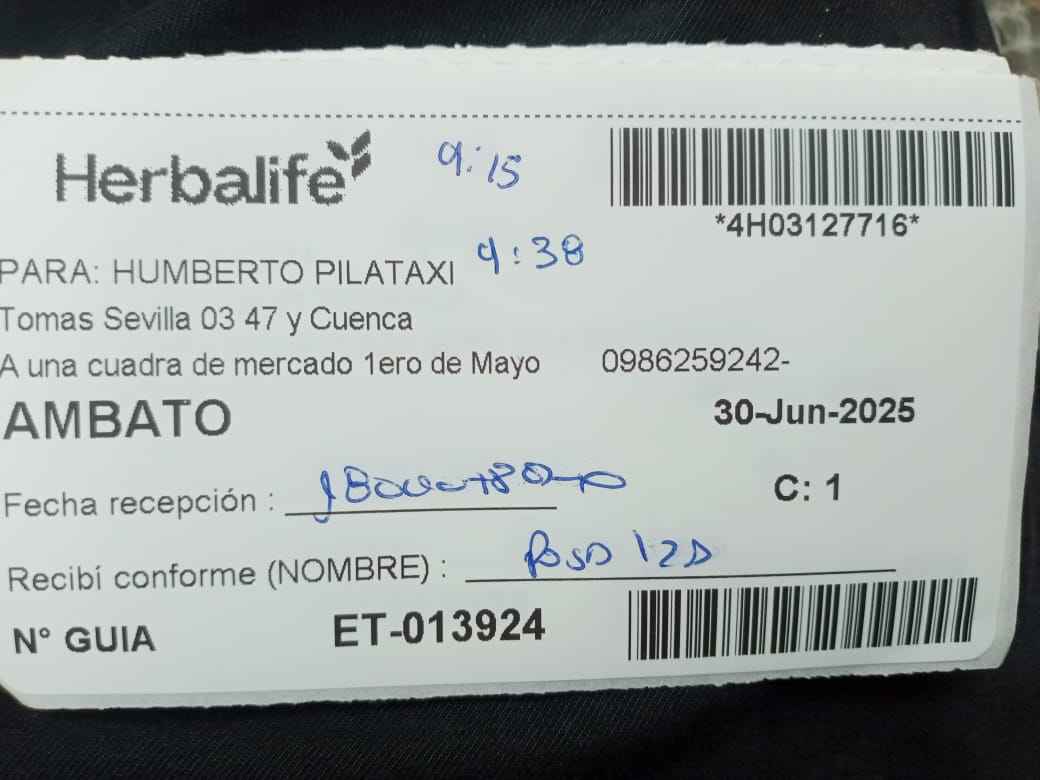 Herbalife
9:15
*4H03127716*
PARA: HUMBERTO PILATAXI
9:38
Tomas Sevilla 03 47 y Cuenca
A una cuadra de mercado 1ero de Mayo 0986259242-
AMBATO 30-Jun-2025
Fecha recepción :
C: 1
Recibí conforme (NOMBRE) :
N° GUIA ET-013924